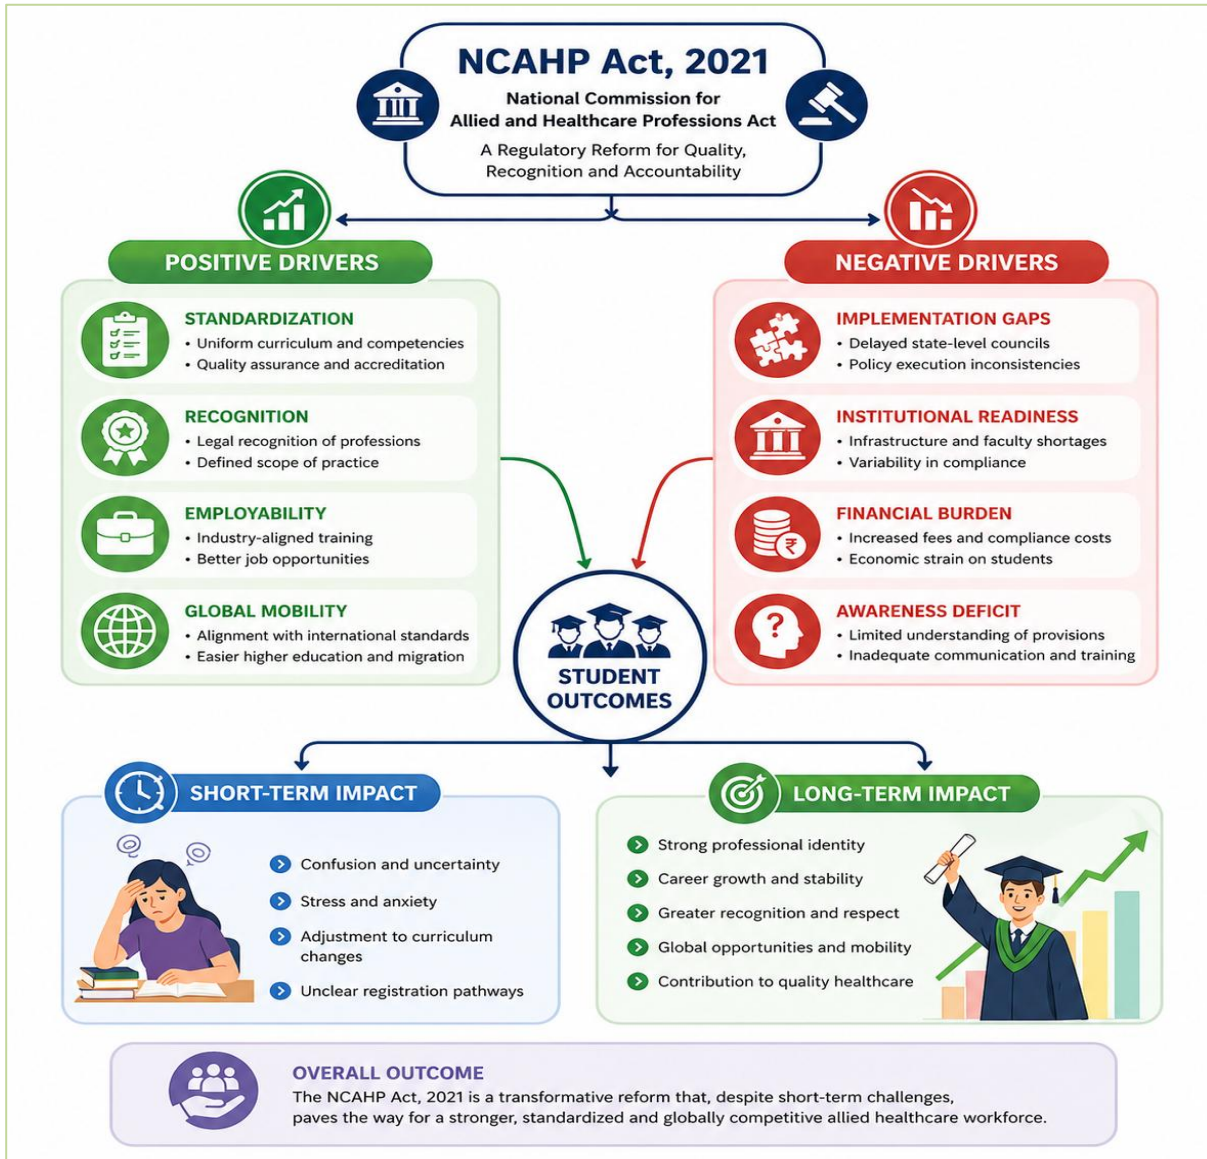 NCAHP Act, 2021
National Commission for
Allied and Healthcare Professions Act
A Regulatory Reform for Quality,
Recognition and Accountability
POSITIVE DRIVERS
STANDARDIZATION
• Uniform curriculum and competencies
• Quality assurance and accreditation
RECOGNITION
• Legal recognition of professions
• Defined scope of practice
EMPLOYABILITY
• Industry-aligned training
• Better job opportunities
GLOBAL MOBILITY
• Alignment with international standards
• Easier higher education and migration
NEGATIVE DRIVERS
IMPLEMENTATION GAPS
• Delayed state-level councils
• Policy execution inconsistencies
INSTITUTIONAL READINESS
• Infrastructure and faculty shortages
• Variability in compliance
₹
FINANCIAL BURDEN
• Increased fees and compliance costs
• Economic strain on students
?
AWARENESS DEFICIT
• Limited understanding of provisions
• Inadequate communication and training
STUDENT
OUTCOMES
SHORT-TERM IMPACT
Confusion and uncertainty
Stress and anxiety
Adjustment to curriculum
changes
Unclear registration pathways
LONG-TERM IMPACT
Strong professional identity
Career growth and stability
Greater recognition and respect
Global opportunities and mobility
Contribution to quality healthcare
OVERALL OUTCOME
The NCAHP Act, 2021 is a transformative reform that, despite short-term challenges,
paves the way for a stronger, standardized and globally competitive allied healthcare workforce.